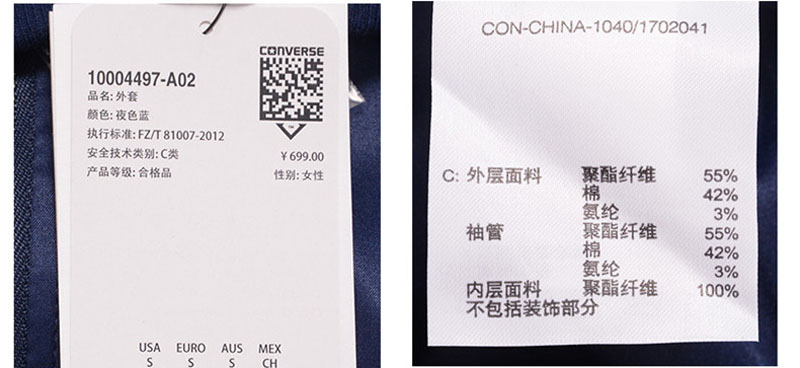 CONVERSE
10004497-A02
品名: 外套
颜色: 夜色蓝
执行标准: FZ/T 81007-2012
安全技术类别: C类
¥ 699.00
产品等级: 合格品
性别: 女性
USA EURO AUS MEX
S S S CH
CON-CHINA-1040/1702041
C: 外层面料 聚酯纤维 55%
棉 42%
氨纶 3%
袖管 聚酯纤维 55%
棉 42%
氨纶 3%
内层面料 聚酯纤维 100%
不包括装饰部分